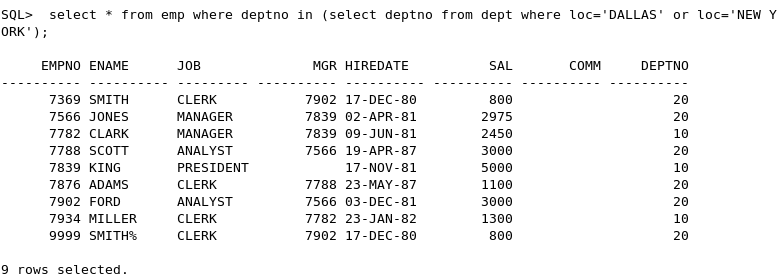 SQL>  select * from emp where deptno in (select deptno from dept where loc='DALLAS' or loc='NEW Y
ORK');

     EMPNO ENAME      JOB              MGR HIREDATE          SAL       COMM     DEPTNO
---------- ---------- --------- ---------- ---------- ---------- ---------- ----------
      7369 SMITH      CLERK           7902 17-DEC-80         800                    20
      7566 JONES      MANAGER         7839 02-APR-81        2975                    20
      7782 CLARK      MANAGER         7839 09-JUN-81        2450                    10
      7788 SCOTT      ANALYST         7566 19-APR-87        3000                    20
      7839 KING       PRESIDENT            17-NOV-81        5000                    10
      7876 ADAMS      CLERK           7788 23-MAY-87        1100                    20
      7902 FORD       ANALYST         7566 03-DEC-81        3000                    20
      7934 MILLER     CLERK           7782 23-JAN-82        1300                    10
      9999 SMITH%     CLERK           7902 17-DEC-80         800                    20

9 rows selected.